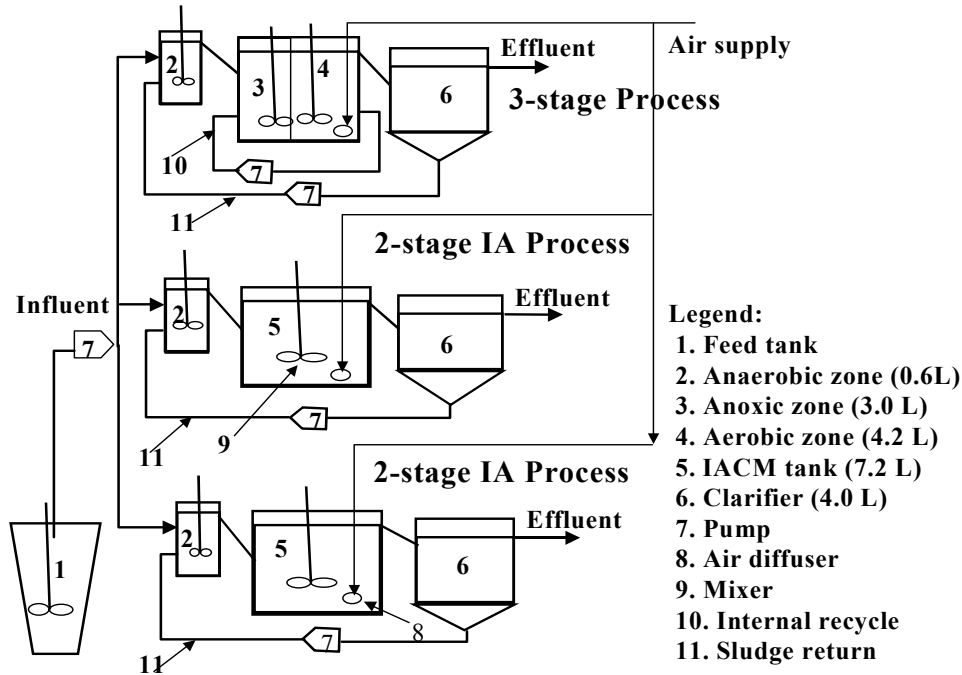 Effluent
Air supply
2
3
4
6
3-stage Process
10
7
7
11
2-stage IA Process
Influent
Effluent
2
5
6
7
7
11
9
2-stage IA Process
Effluent
2
5
6
1
7
8
11
Legend:
1. Feed tank
2. Anaerobic zone (0.6L)
3. Anoxic zone (3.0 L)
4. Aerobic zone (4.2 L)
5. IACM tank (7.2 L)
6. Clarifier (4.0 L)
7. Pump
8. Air diffuser
9. Mixer
10. Internal recycle
11. Sludge return